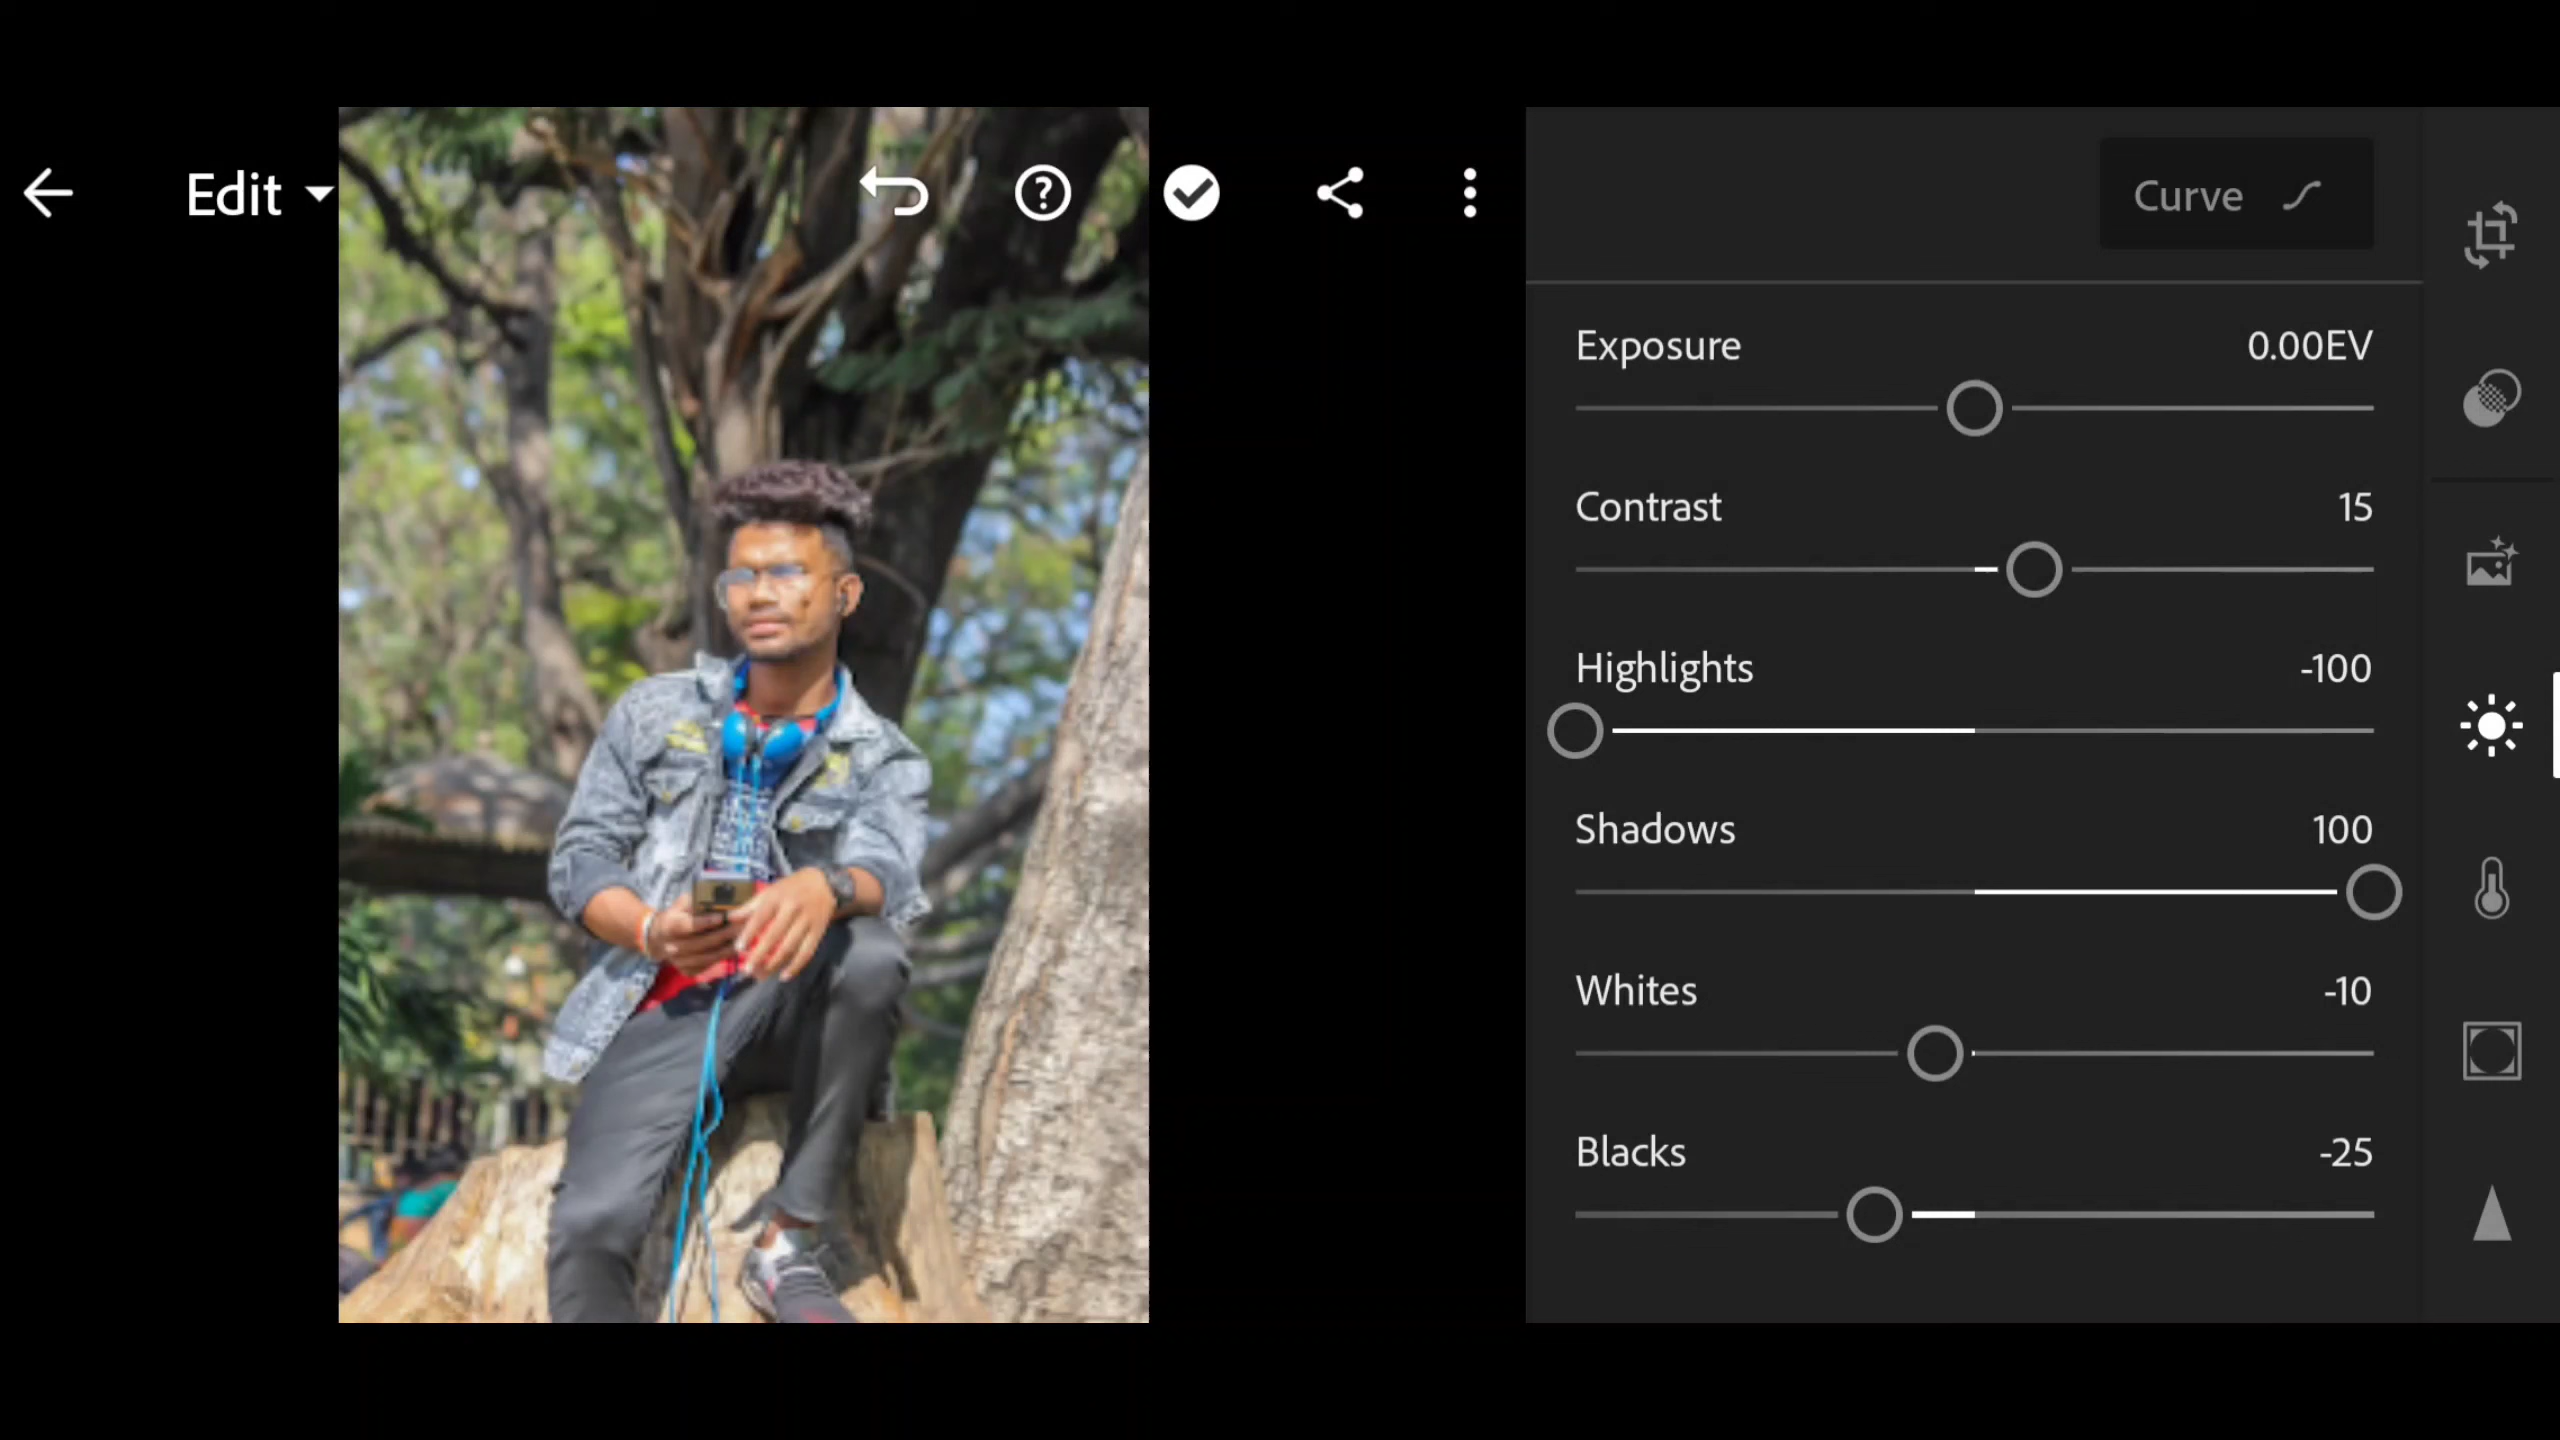 Edit
Curve
Exposure 0.00EV
Contrast 15
Highlights -100
Shadows 100
Whites -10
Blacks -25